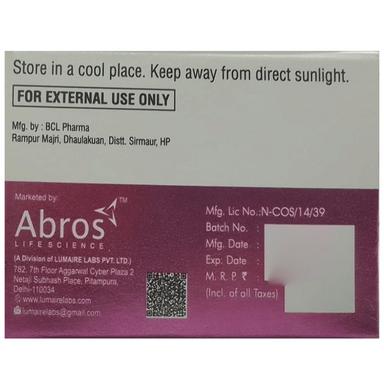 Store in a cool place. Keep away from direct sunlight.
FOR EXTERNAL USE ONLY
Mfg. by : BCL Pharma
Rampur Majri, Dhaulakuan, Distt. Sirmaur, HP
Marketed by:
Abros™
LIFESCIENCE
(A Division of LUMAIRE LABS PVT. LTD.)
782, 7th Floor Aggarwal Cyber Plaza 2
Netaji Subhash Place, Pitampura,
Delhi-110034
www.lumairelabs.com
lumairelabs@gmail.com
Mfg. Lic No.:N-COS/14/39
Batch No. :
Mfg. Date :
Exp. Date :
M. R. P. ₹ :
(Incl. of all Taxes)